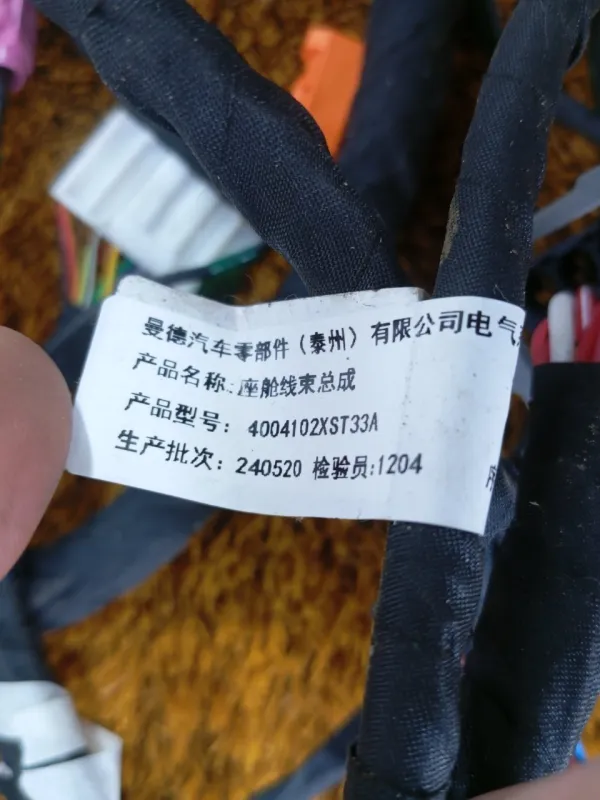 曼德汽车零部件（泰州）有限公司电气
产品名称:座舱线束总成
产品型号: 4004102XST33A
生产批次: 240520 检验员:1204